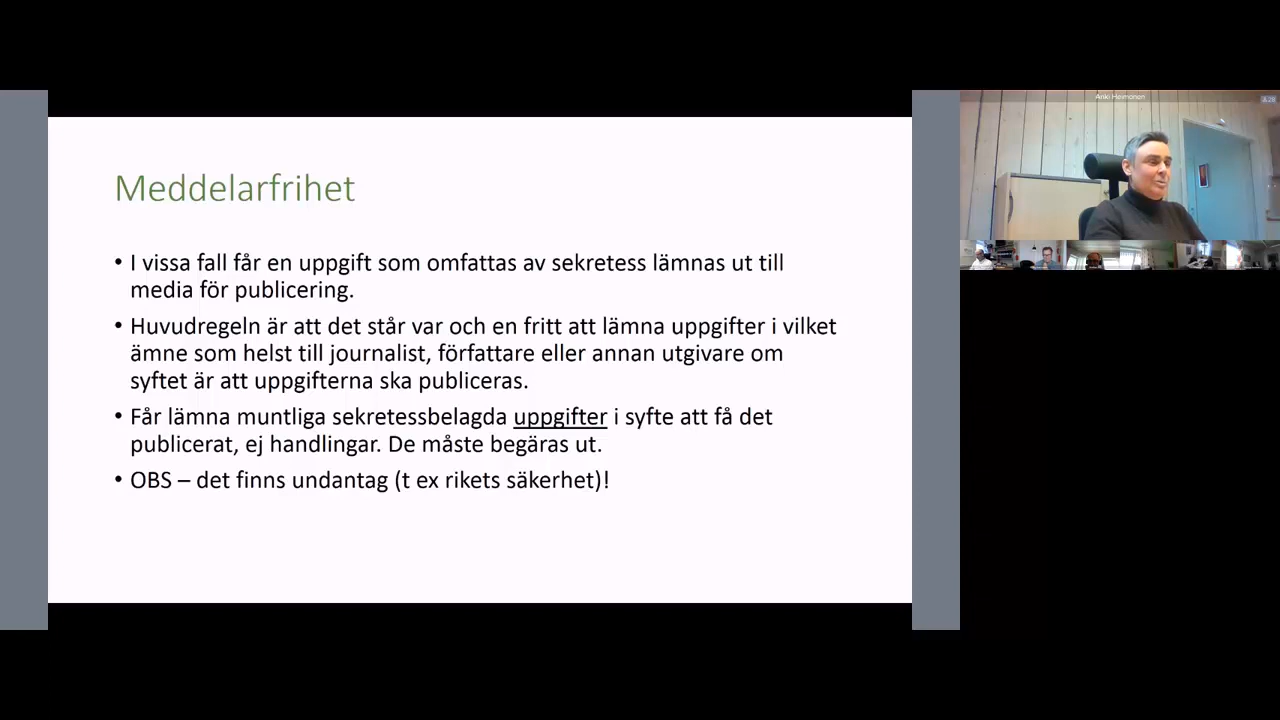 Meddelarfrihet
• I vissa fall får en uppgift som omfattas av sekretess lämnas ut till
media för publicering.
• Huvudregeln är att det står var och en fritt att lämna uppgifter i vilket
ämne som helst till journalist, författare eller annan utgivare om
syftet är att uppgifterna ska publiceras.
• Får lämna muntliga sekretessbelagda uppgifter i syfte att få det
publicerat, ej handlingar. De måste begäras ut.
• OBS – det finns undantag (t ex rikets säkerhet)!
Anki Heimonen